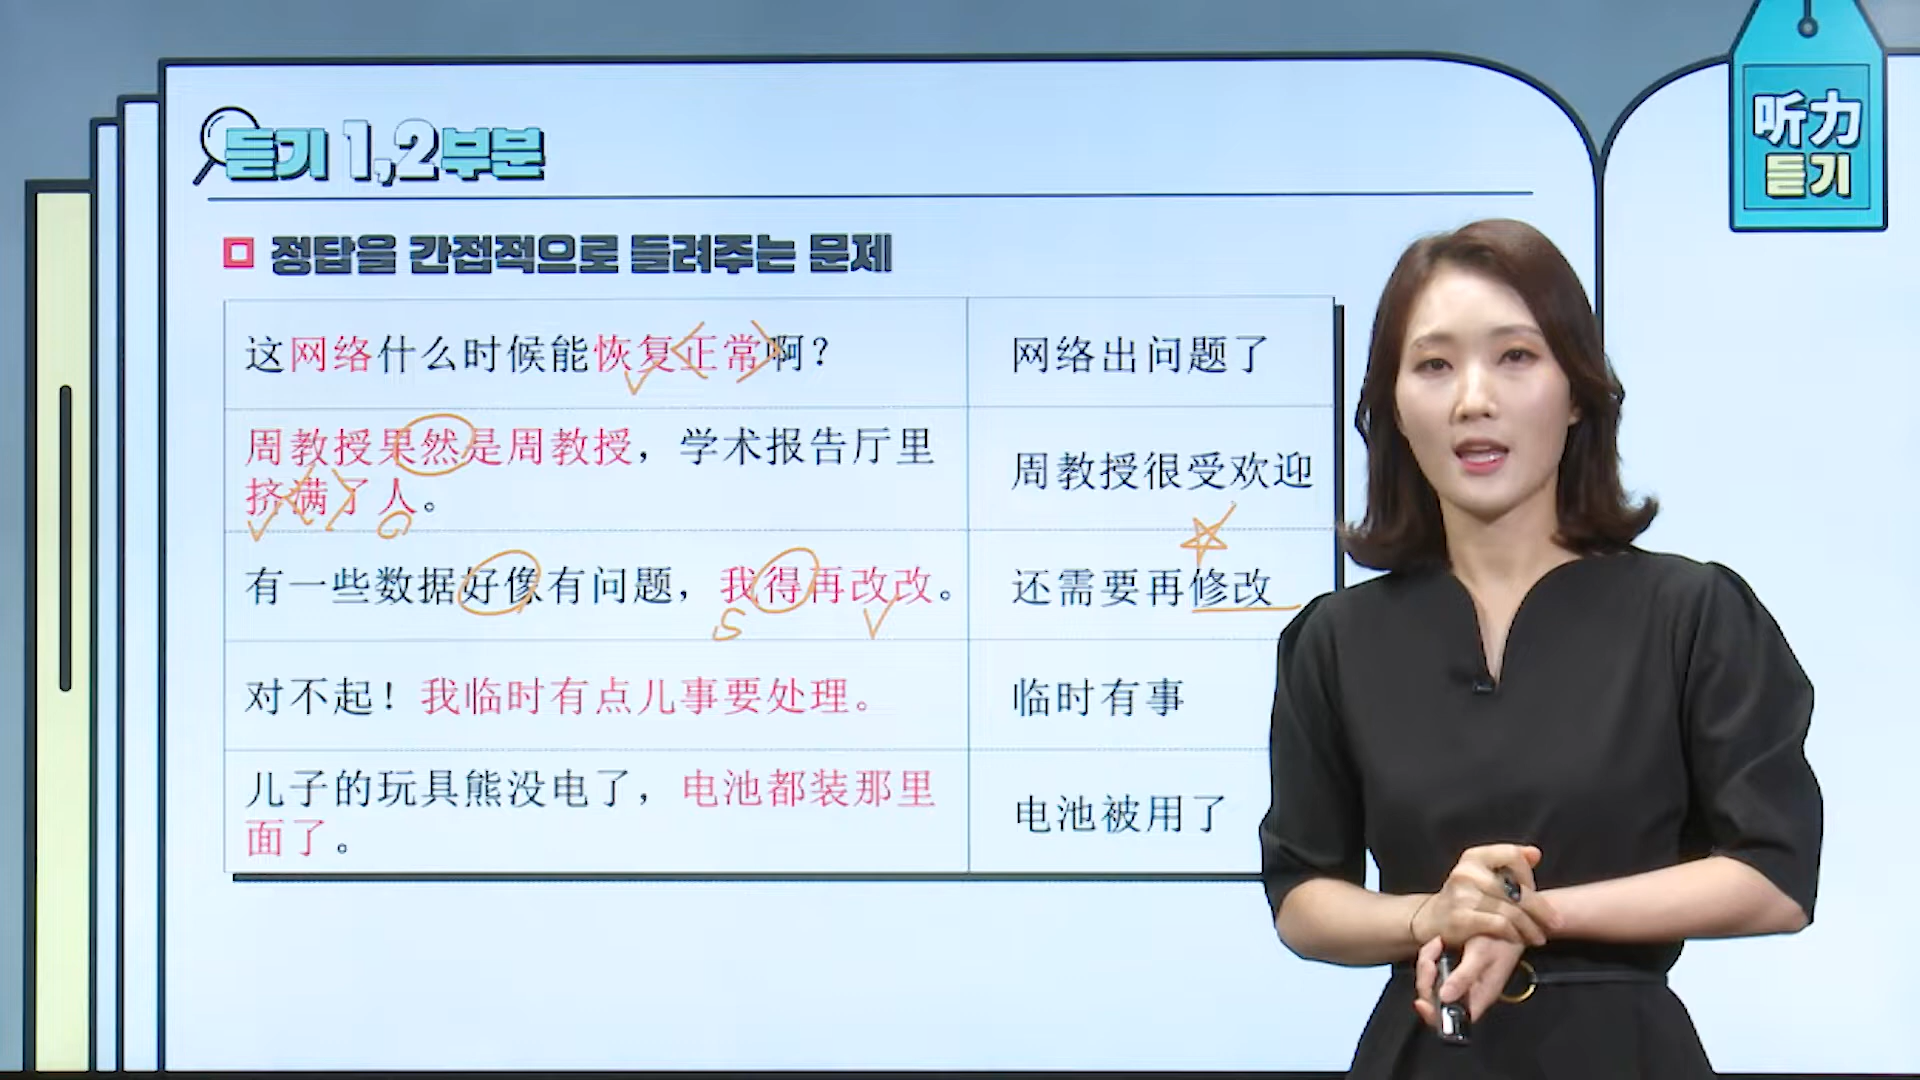 듣기 1,2부분
听力
듣기
정답을 간접적으로 들려주는 문제
这网络什么时候能恢复正常啊?
网络出问题了
周教授果然是周教授，学术报告厅里
挤满了人。
周教授很受欢迎
有一些数据好像有问题，我得再改改。
S
还需要再修改
对不起！我临时有点儿事要处理。
临时有事
儿子的玩具熊没电了，电池都装那里
面了。
电池被用了